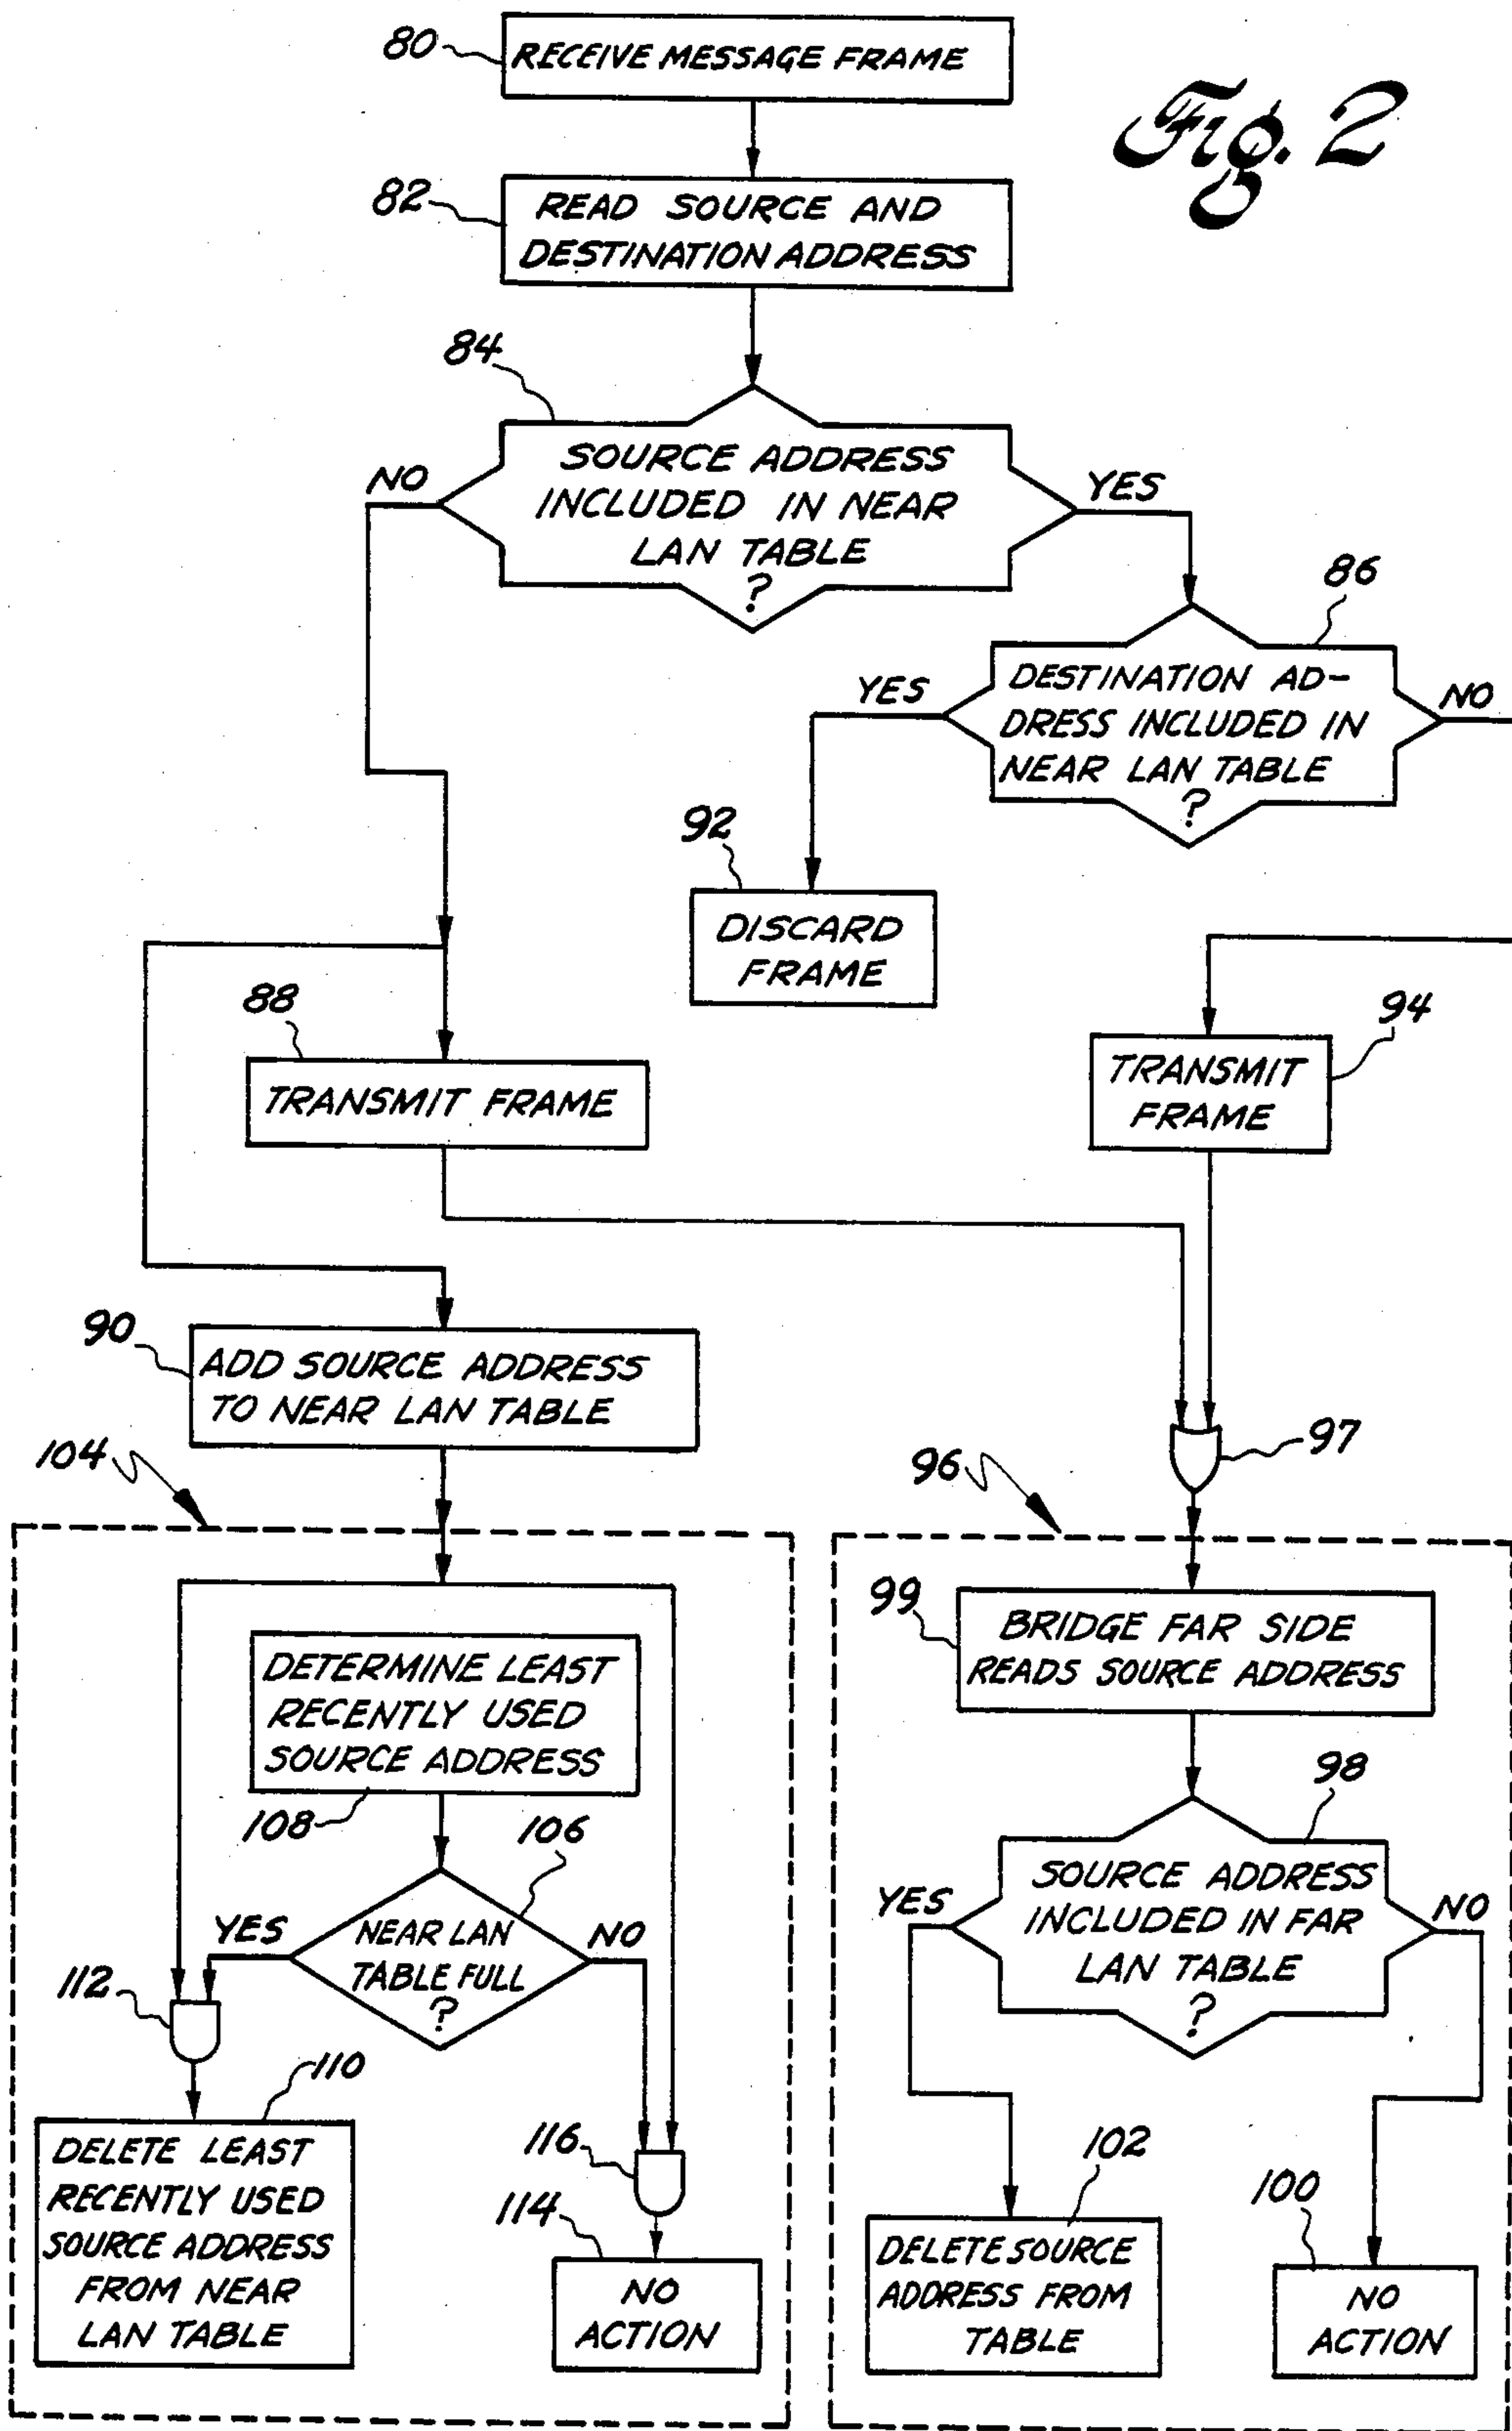 Fig. 2
80
RECEIVE MESSAGE FRAME
82
READ SOURCE AND
DESTINATION ADDRESS
84
SOURCE ADDRESS
INCLUDED IN NEAR
LAN TABLE
?
NO
YES
86
DESTINATION AD-
DRESS INCLUDED IN
NEAR LAN TABLE
?
YES
NO
92
DISCARD
FRAME
88
TRANSMIT FRAME
94
TRANSMIT
FRAME
90
ADD SOURCE ADDRESS
TO NEAR LAN TABLE
97
104
DETERMINE LEAST
RECENTLY USED
SOURCE ADDRESS
108
106
NEAR LAN
TABLE FULL
?
YES
NO
112
110
DELETE LEAST
RECENTLY USED
SOURCE ADDRESS
FROM NEAR
LAN TABLE
116
114
NO
ACTION
96
99
BRIDGE FAR SIDE
READS SOURCE ADDRESS
98
SOURCE ADDRESS
INCLUDED IN FAR
LAN TABLE
?
YES
NO
102
DELETE SOURCE
ADDRESS FROM
TABLE
100
NO
ACTION